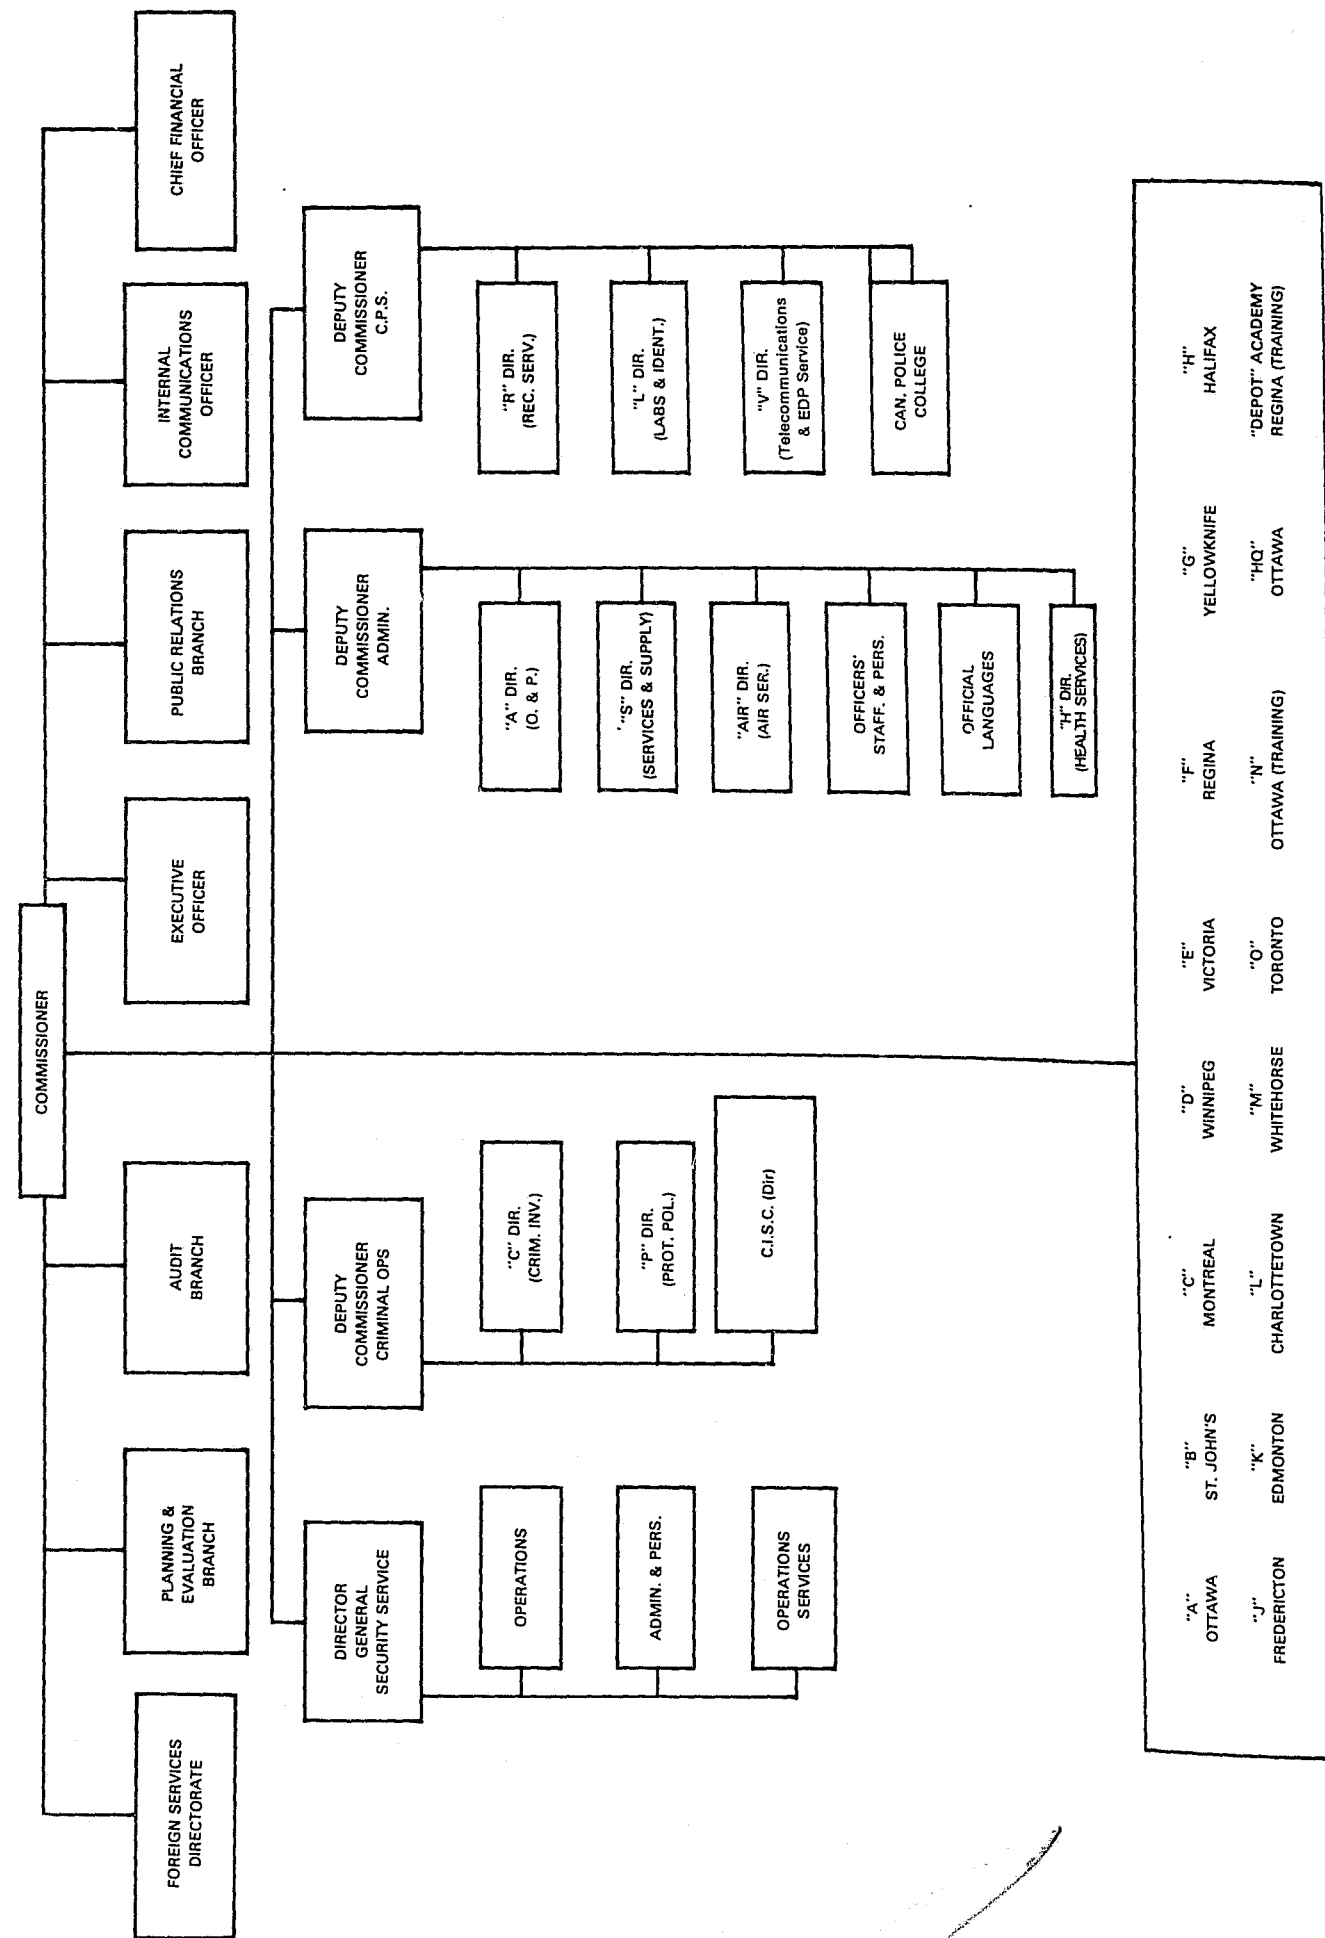 COMMISSIONER
FOREIGN SERVICES
DIRECTORATE
PLANNING &
EVALUATION
BRANCH
AUDIT
BRANCH
EXECUTIVE
OFFICER
PUBLIC RELATIONS
BRANCH
INTERNAL
COMMUNICATIONS
OFFICER
CHIEF FINANCIAL
OFFICER
DIRECTOR
GENERAL
SECURITY SERVICE
OPERATIONS
ADMIN. & PERS.
OPERATIONS
SERVICES
DEPUTY
COMMISSIONER
CRIMINAL OPS
"C" DIR.
(CRIM. INV.)
"P" DIR.
(PROT. POL.)
C.I.S.C. (Dir)
DEPUTY
COMMISSIONER
ADMIN.
"A" DIR.
(O. & P.)
"S" DIR.
(SERVICES & SUPPLY)
"AIR" DIR.
(AIR SER.)
OFFICERS'
STAFF. & PERS.
OFFICIAL
LANGUAGES
"H" DIR.
(HEALTH SERVICES)
DEPUTY
COMMISSIONER
C.P.S.
"R" DIR.
(REC. SERV.)
"L" DIR.
(LABS & IDENT.)
"V" DIR.
(Telecommunications
& EDP Service)
CAN. POLICE
COLLEGE
"A" "B" "C" "D" "E" "F" "G" "H"
OTTAWA ST. JOHN'S MONTREAL WINNIPEG VICTORIA REGINA YELLOWKNIFE HALIFAX
"J" "K" "L" "M" "O" "N" "HQ" "DEPOT" ACADEMY
FREDERICTON EDMONTON CHARLOTTETOWN WHITEHORSE TORONTO OTTAWA (TRAINING) OTTAWA REGINA (TRAINING)